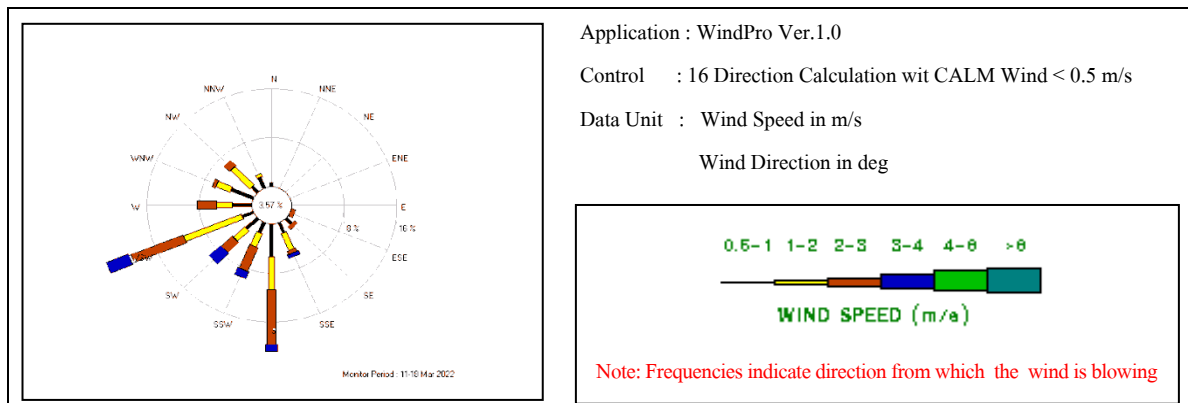 N
NNW
NNE
NW
NE
WNW
ENE
3.57 %
W
E
8 %
16 %
ESE
SW
SE
SSW
SSE
Monitor Period : 11-18 Mar 2022
Application : WindPro Ver.1.0
Control : 16 Direction Calculation wit CALM Wind < 0.5 m/s
Data Unit : Wind Speed in m/s
Wind Direction in deg
0.5-1 1-2 2-3 3-4 4-6 >6
WIND SPEED (m/s)
Note: Frequencies indicate direction from which the wind is blowing